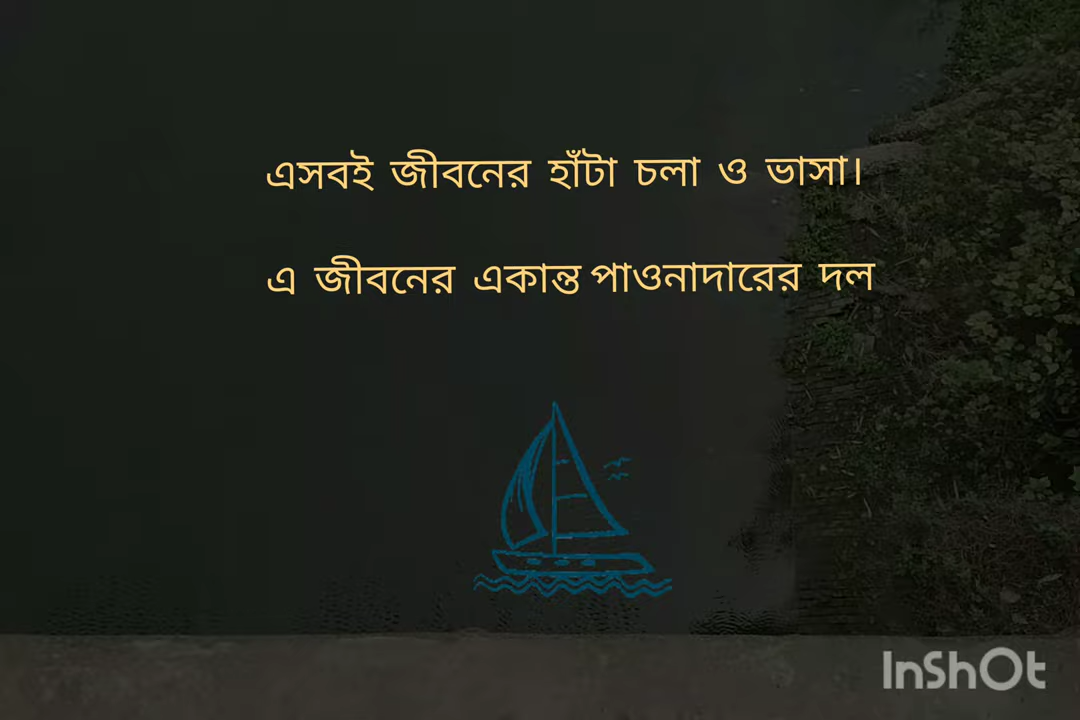 এসবই জীবনের হাঁটা চলা ও ভাসা।
এ জীবনের একান্ত পাওনাদারের দল
InShOt